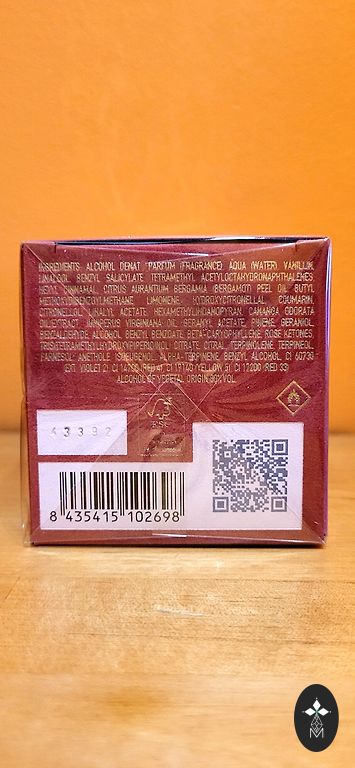 INGREDIENTS: ALCOHOL DENAT. PARFUM (FRAGRANCE) AQUA (WATER), VANILLIN,
LINALOOL, BENZYL SALICYLATE, TETRAMETHYL ACETYLOCTAHYDRONAPHTHALENES,
HEXYL CINNAMAL, CITRUS AURANTIUM BERGAMIA (BERGAMOT) PEEL OIL, BUTYL
METHOXYDIBENZOYLMETHANE, LIMONENE, HYDROXYCITRONELLAL, COUMARIN,
CITRONELLOL, LINALYL ACETATE, HEXAMETHYLINDANOPYRAN, CANANGA ODORATA
OIL/EXTRACT, JUNIPERUS VIRGINIANA OIL, GERANYL ACETATE, PINENE, GERANIOL,
BENZALDEHYDE, ALCOHOL, BENZYL BENZOATE, BETA-CARYOPHYLLENE, ROSE KETONES,
CITRATE, CITRAL, TERPINOLENE, TERPINEOL,
FARNESOL, ANETHOLE, ISOEUGENOL, ALPHA-TERPINENE, BENZYL ALCOHOL, CI 60730
(EXT. VIOLET 2), CI 14700 (RED 4), CI 19140 (YELLOW 5), CI 17200 (RED 33)
ALCOHOL OF VEGETAL ORIGIN 90% VOL.
43392
8 435415 102698
M